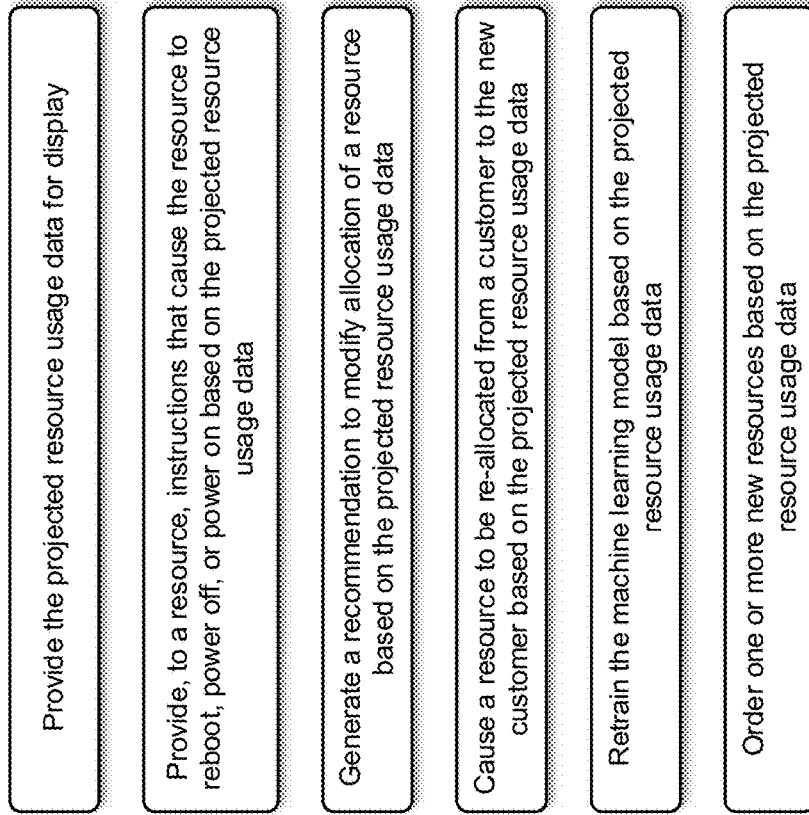 Provide the projected resource usage data for display
Provide, to a resource, instructions that cause the resource to
reboot, power off, or power on based on the projected resource
usage data
Generate a recommendation to modify allocation of a resource
based on the projected resource usage data
Cause a resource to be re-allocated from a customer to the new
customer based on the projected resource usage data
Retrain the machine learning model based on the projected
resource usage data
Order one or more new resources based on the projected
resource usage data